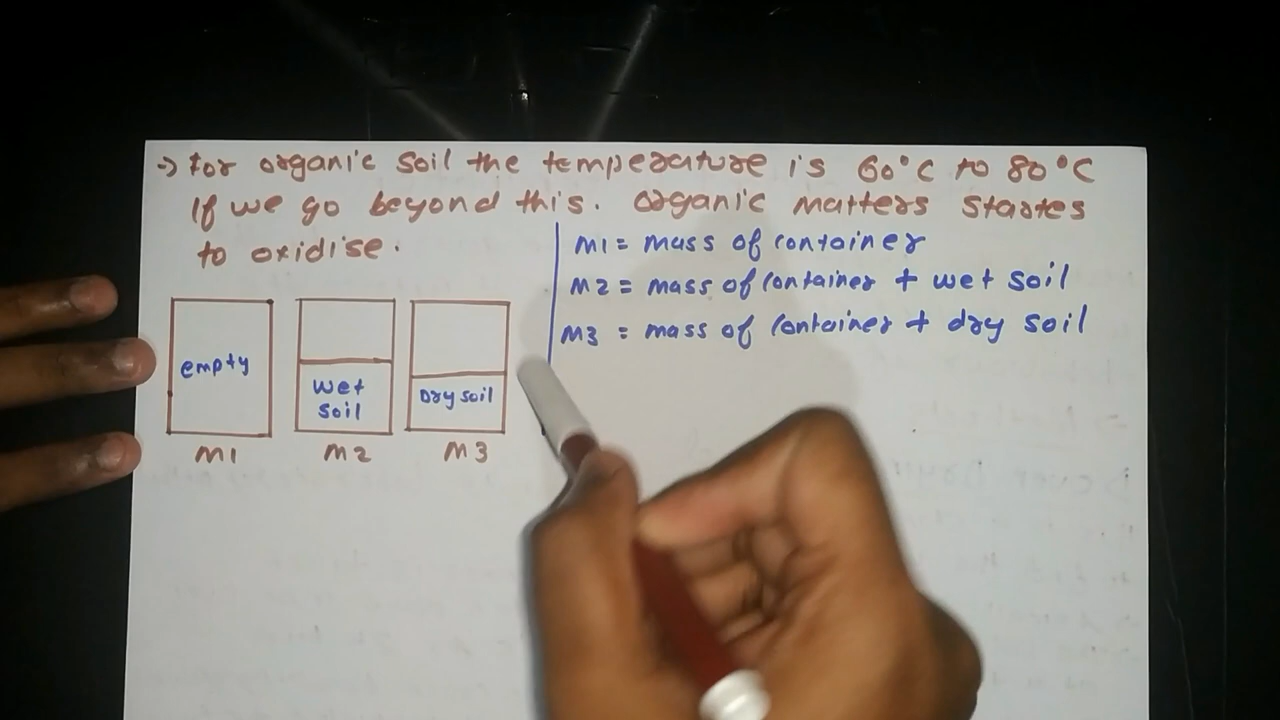 → For organic soil the temperature is 60°C to 80°C
If we go beyond this. Organic matters startes
to oxidise.
M1 = mass of container
M2 = mass of container + wet soil
M3 = mass of container + dry soil
empty
wet
soil
Dry soil
M1 M2 M3